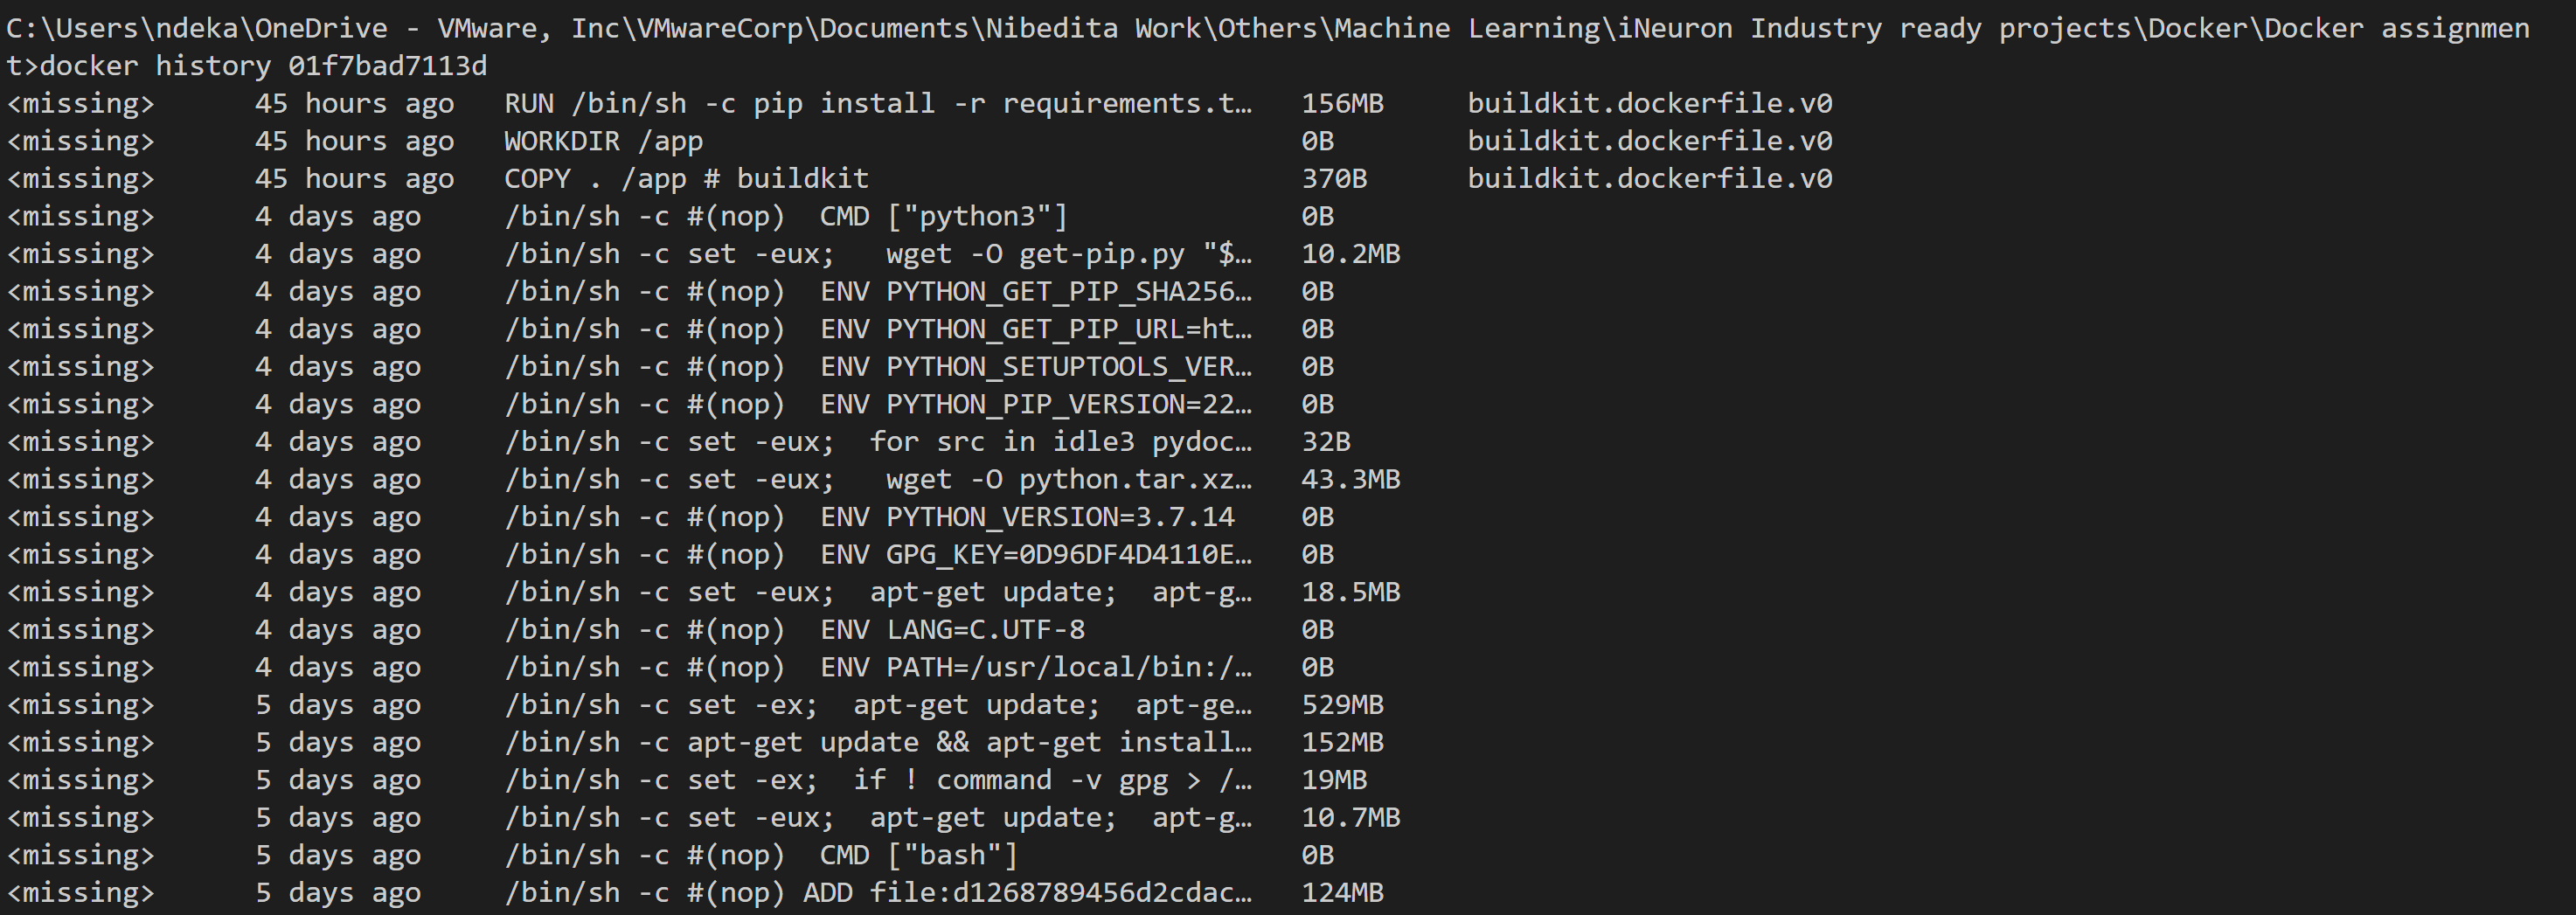 C:\Users\ndeka\OneDrive - VMware, Inc\VMwareCorp\Documents\Nibedita Work\Others\Machine Learning\iNeuron Industry ready projects\Docker\Docker assignmen
t>docker history 01f7bad7113d
<missing>      45 hours ago   RUN /bin/sh -c pip install -r requirements.t…   156MB     buildkit.dockerfile.v0
<missing>      45 hours ago   WORKDIR /app                                    0B        buildkit.dockerfile.v0
<missing>      45 hours ago   COPY . /app # buildkit                          370B      buildkit.dockerfile.v0
<missing>      4 days ago     /bin/sh -c #(nop)  CMD ["python3"]              0B
<missing>      4 days ago     /bin/sh -c set -eux;   wget -O get-pip.py "$…   10.2MB
<missing>      4 days ago     /bin/sh -c #(nop)  ENV PYTHON_GET_PIP_SHA256…   0B
<missing>      4 days ago     /bin/sh -c #(nop)  ENV PYTHON_GET_PIP_URL=ht…   0B
<missing>      4 days ago     /bin/sh -c #(nop)  ENV PYTHON_SETUPTOOLS_VER…   0B
<missing>      4 days ago     /bin/sh -c #(nop)  ENV PYTHON_PIP_VERSION=22…   0B
<missing>      4 days ago     /bin/sh -c set -eux;  for src in idle3 pydoc…   32B
<missing>      4 days ago     /bin/sh -c set -eux;   wget -O python.tar.xz…   43.3MB
<missing>      4 days ago     /bin/sh -c #(nop)  ENV PYTHON_VERSION=3.7.14    0B
<missing>      4 days ago     /bin/sh -c #(nop)  ENV GPG_KEY=0D96DF4D4110E…   0B
<missing>      4 days ago     /bin/sh -c set -eux;  apt-get update;  apt-g…   18.5MB
<missing>      4 days ago     /bin/sh -c #(nop)  ENV LANG=C.UTF-8             0B
<missing>      4 days ago     /bin/sh -c #(nop)  ENV PATH=/usr/local/bin:/…   0B
<missing>      5 days ago     /bin/sh -c set -ex;  apt-get update;  apt-ge…   529MB
<missing>      5 days ago     /bin/sh -c apt-get update && apt-get install…   152MB
<missing>      5 days ago     /bin/sh -c set -ex;  if ! command -v gpg > /…   19MB
<missing>      5 days ago     /bin/sh -c set -eux;  apt-get update;  apt-g…   10.7MB
<missing>      5 days ago     /bin/sh -c #(nop)  CMD ["bash"]                 0B
<missing>      5 days ago     /bin/sh -c #(nop) ADD file:d1268789456d2cdac…   124MB